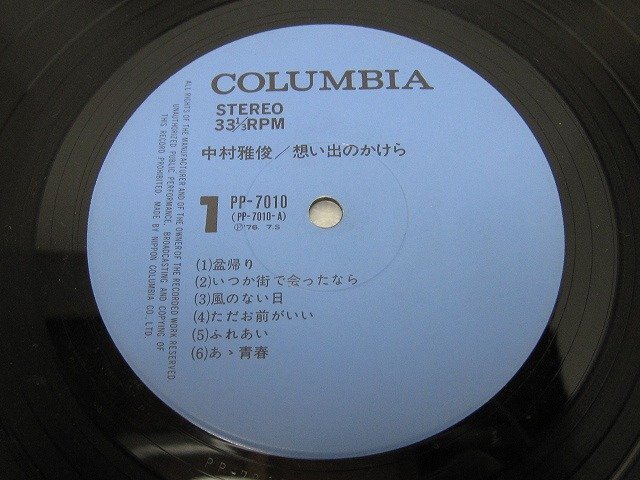 COLUMBIA
STEREO
33⅓RPM
中村雅俊／想い出のかけら
1
PP-7010
(PP-7010-A)
Ⓟ'76. 7.S
(1)盆帰り
(2)いつか街で会ったなら
(3)風のない日
(4)ただお前がいい
(5)ふれあい
(6)あゝ青春
ALL RIGHTS OF THE MANUFACTURER AND OF THE OWNER OF THE RECORDED WORK RESERVED
UNAUTHORIZED PUBLIC PERFORMANCE, BROADCASTING AND COPYING OF
THIS RECORD PROHIBITED. MADE BY NIPPON COLUMBIA CO., LTD.